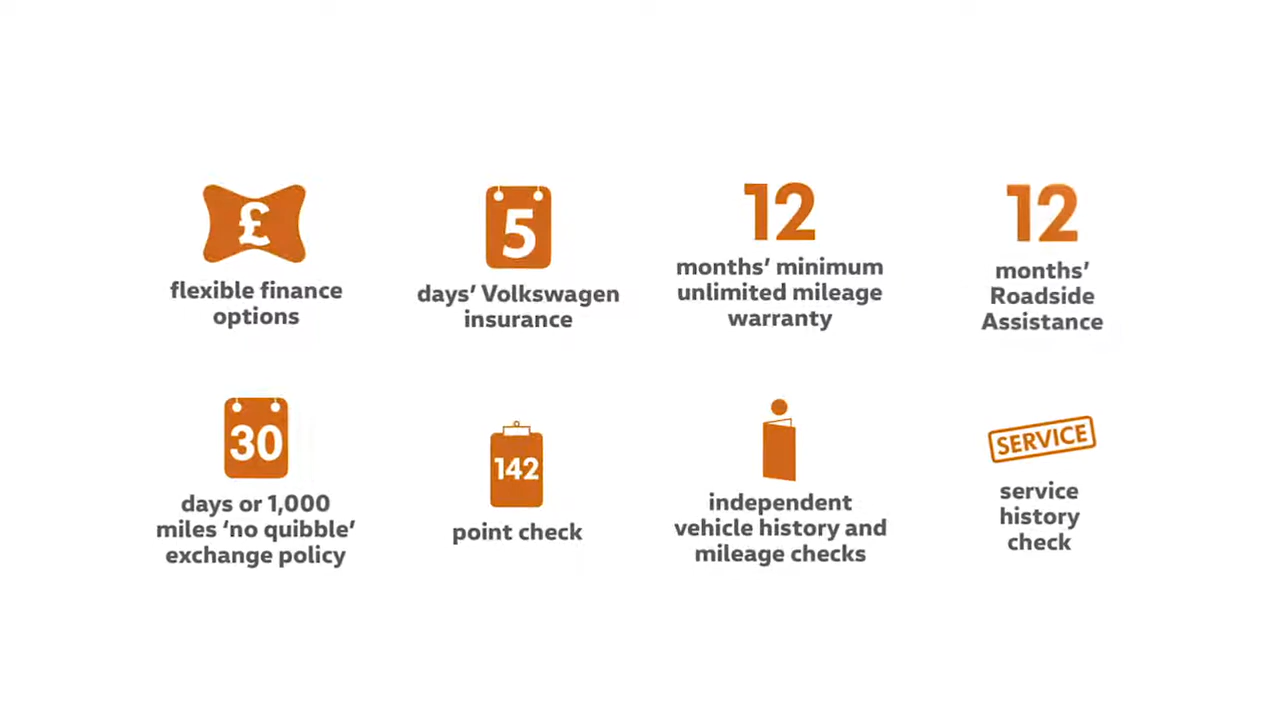 £
flexible finance
options
5
days’ Volkswagen
insurance
12
months’ minimum
unlimited mileage
warranty
12
months’
Roadside
Assistance
30
days or 1,000
miles ‘no quibble’
exchange policy
142
point check
independent
vehicle history and
mileage checks
SERVICE
service
history
check